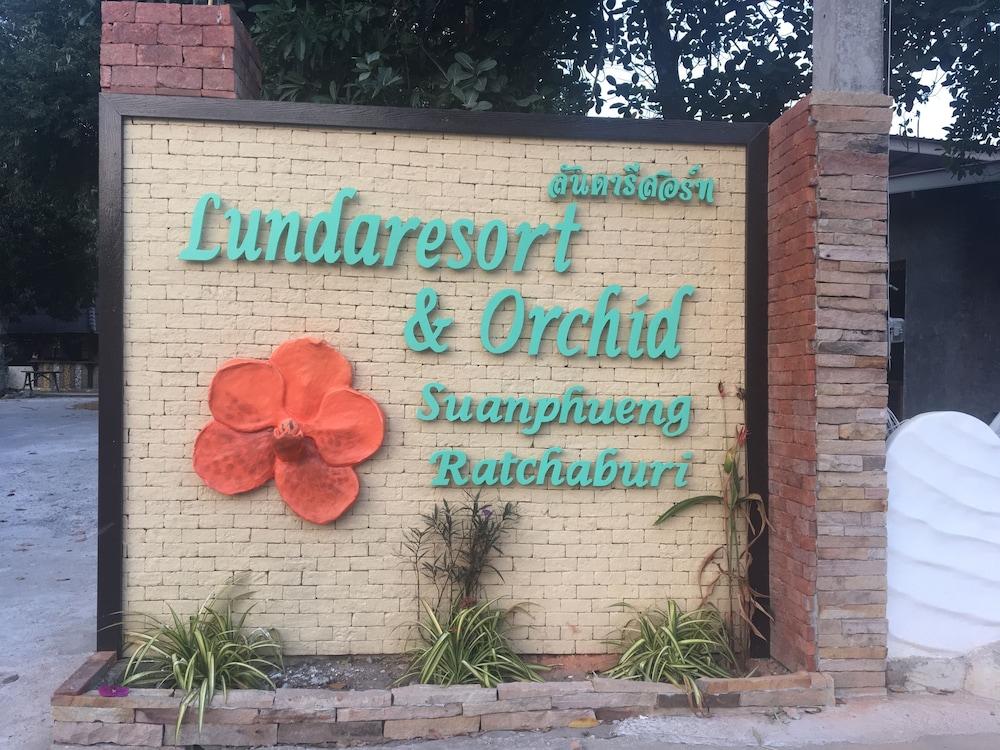 ลันดารีสอร์ท
Lundaresort
& Orchid
Suanphueng
Ratchaburi